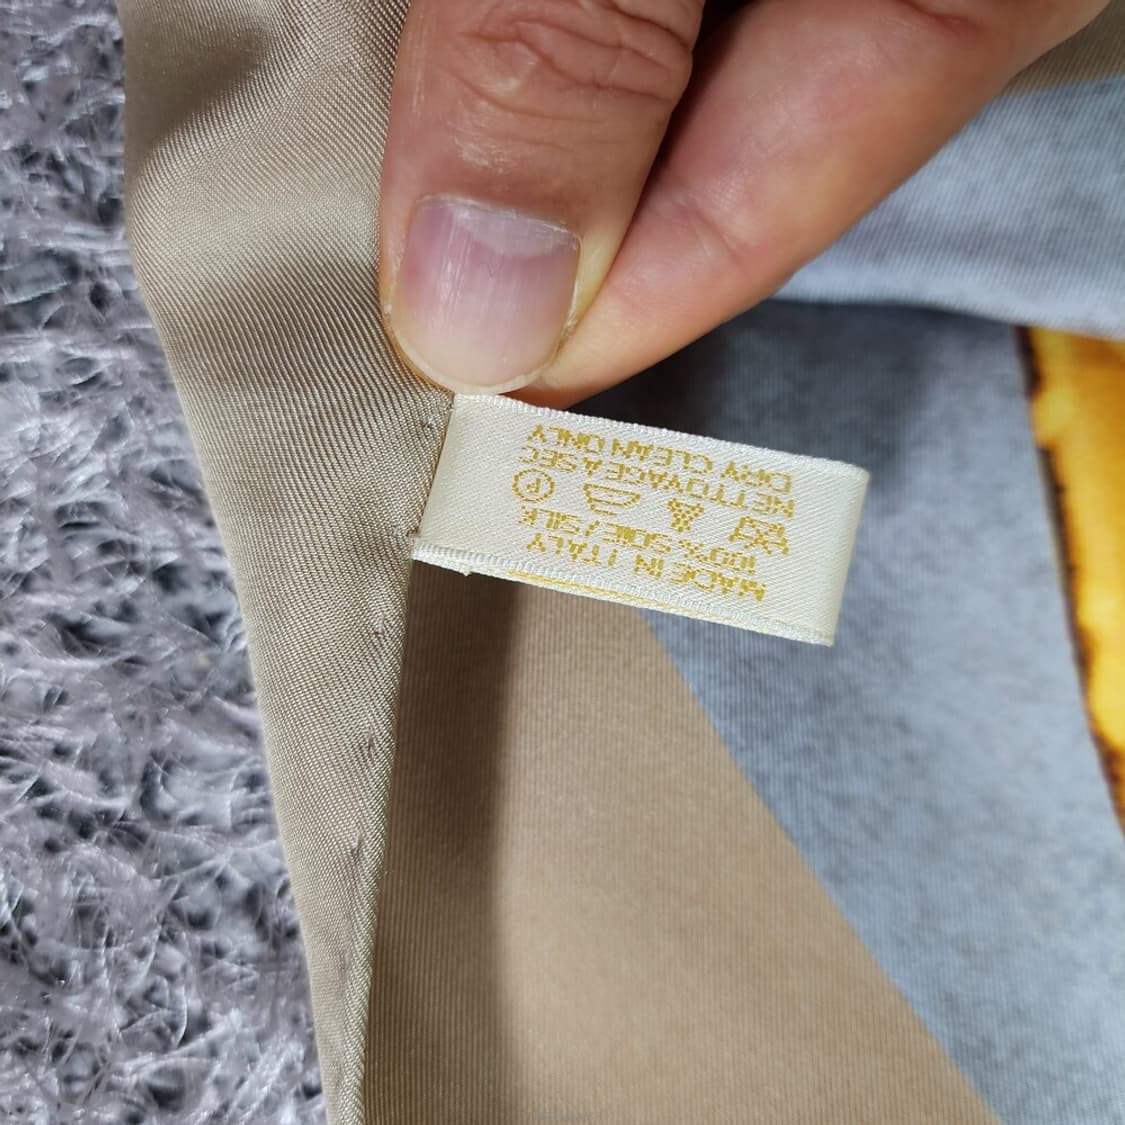 MADE IN ITALY
100% SOIE / SILK
P
NETTOYAGE A SEC
DRY CLEAN ONLY